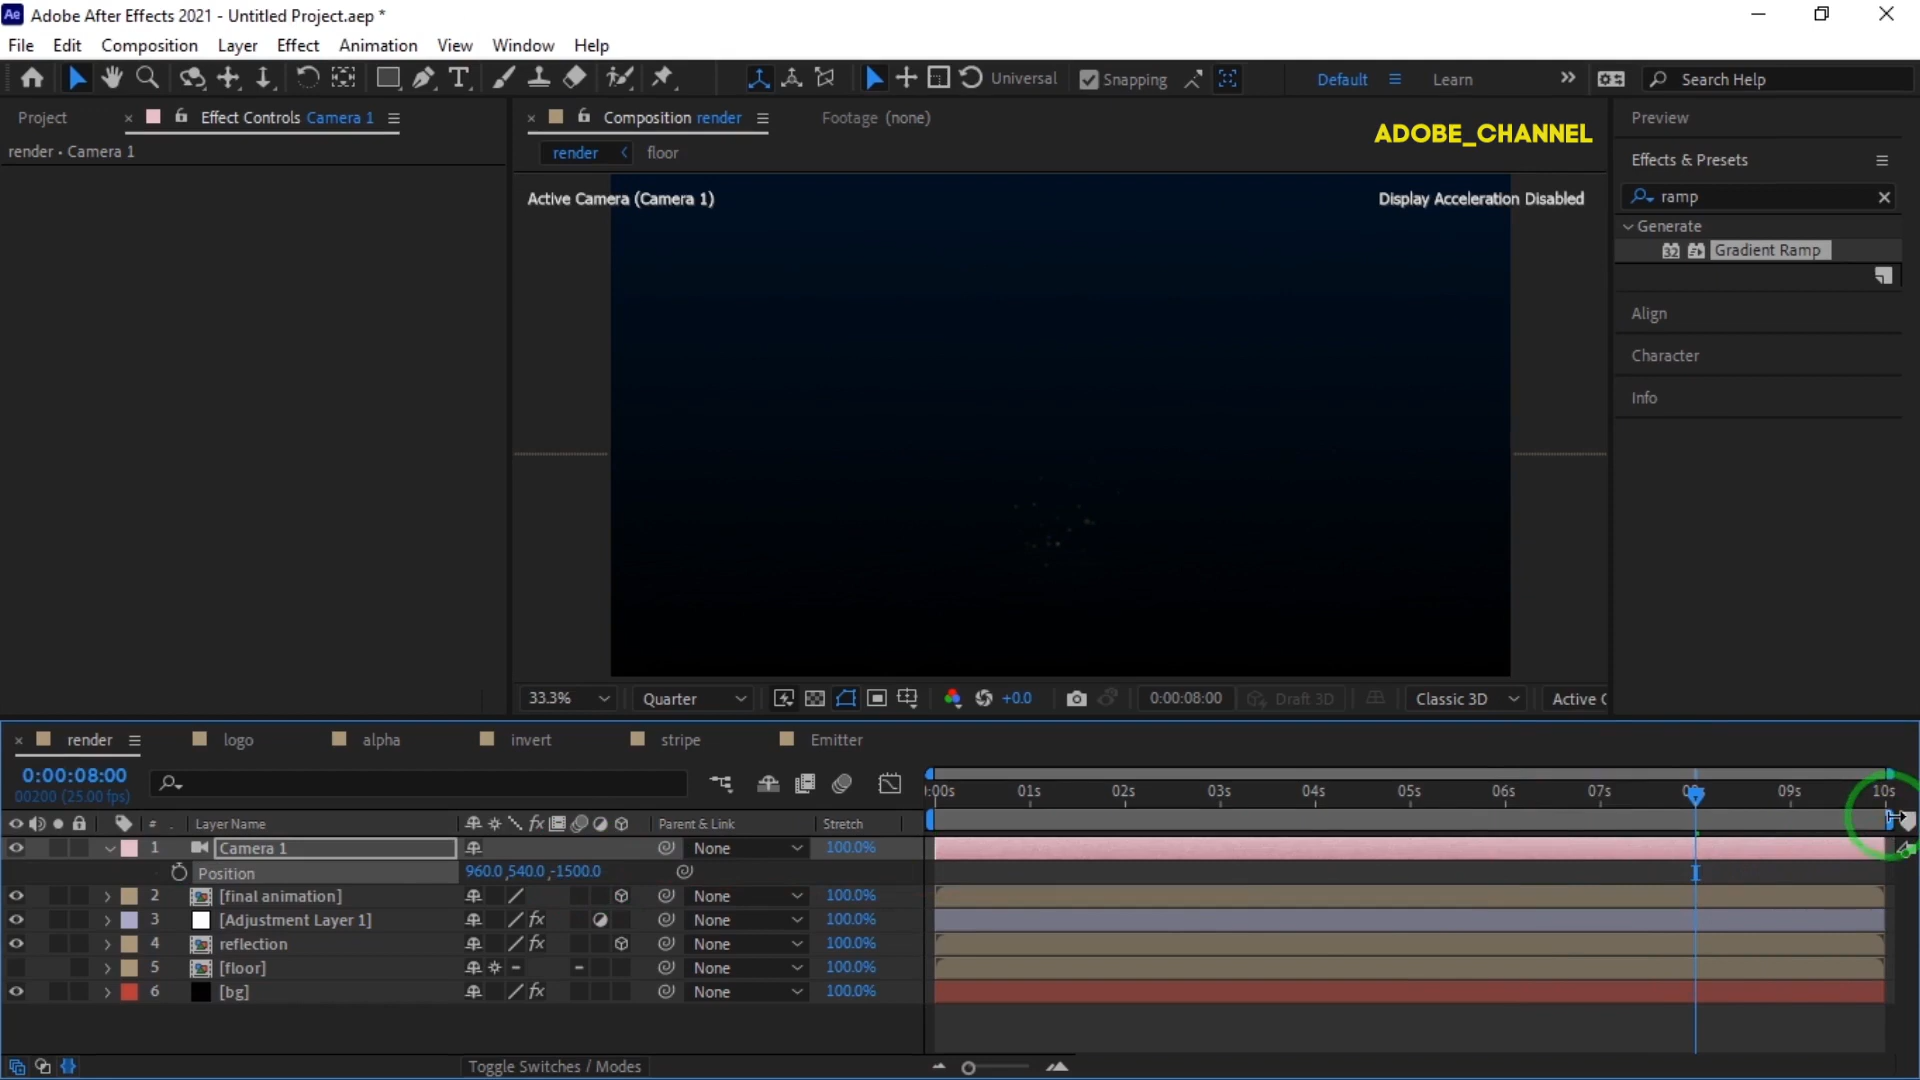 Ae Adobe After Effects 2021 - Untitled Project.aep *
File Edit Composition Layer Effect Animation View Window Help
Universal Snapping Default Learn Search Help
Project Effect Controls Camera 1 Composition render Footage (none) ADOBE_CHANNEL Preview
render • Camera 1 render floor Effects & Presets
Active Camera (Camera 1) Display Acceleration Disabled ramp
Generate
32 Gradient Ramp
Align
Character
Info
33.3% Quarter +0.0 0:00:08:00 Draft 3D Classic 3D Active C
render logo alpha invert stripe Emitter
0:00:08:00
00200 (25.00 fps)
:00s 01s 02s 03s 04s 05s 06s 07s 09s 10s
# Layer Name fx Parent & Link Stretch
1 Camera 1 None 100.0%
Position 960.0,540.0,-1500.0
2 [final animation] None 100.0%
3 [Adjustment Layer 1] fx None 100.0%
4 reflection fx None 100.0%
5 [floor] None 100.0%
6 [bg] fx None 100.0%
Toggle Switches / Modes